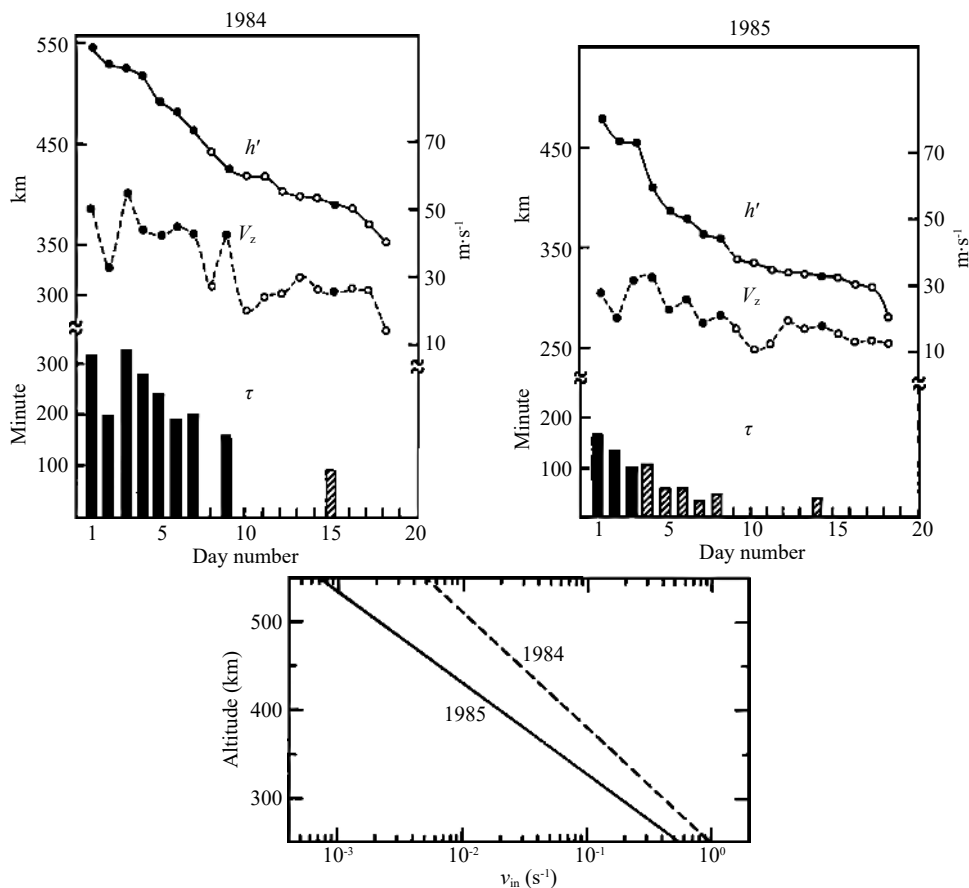 1984
550
450
350
300
km
h′
V_z
70
50
30
10
m·s⁻¹
300
200
100
Minute
τ
1 5 10 15 20
Day number
1985
450
350
250
km
h′
V_z
70
50
30
10
m·s⁻¹
100
Minute
τ
1 5 10 15 20
Day number
500
400
300
Altitude (km)
1984
1985
10⁻³ 10⁻² 10⁻¹ 10⁰
ν_in (s⁻¹)